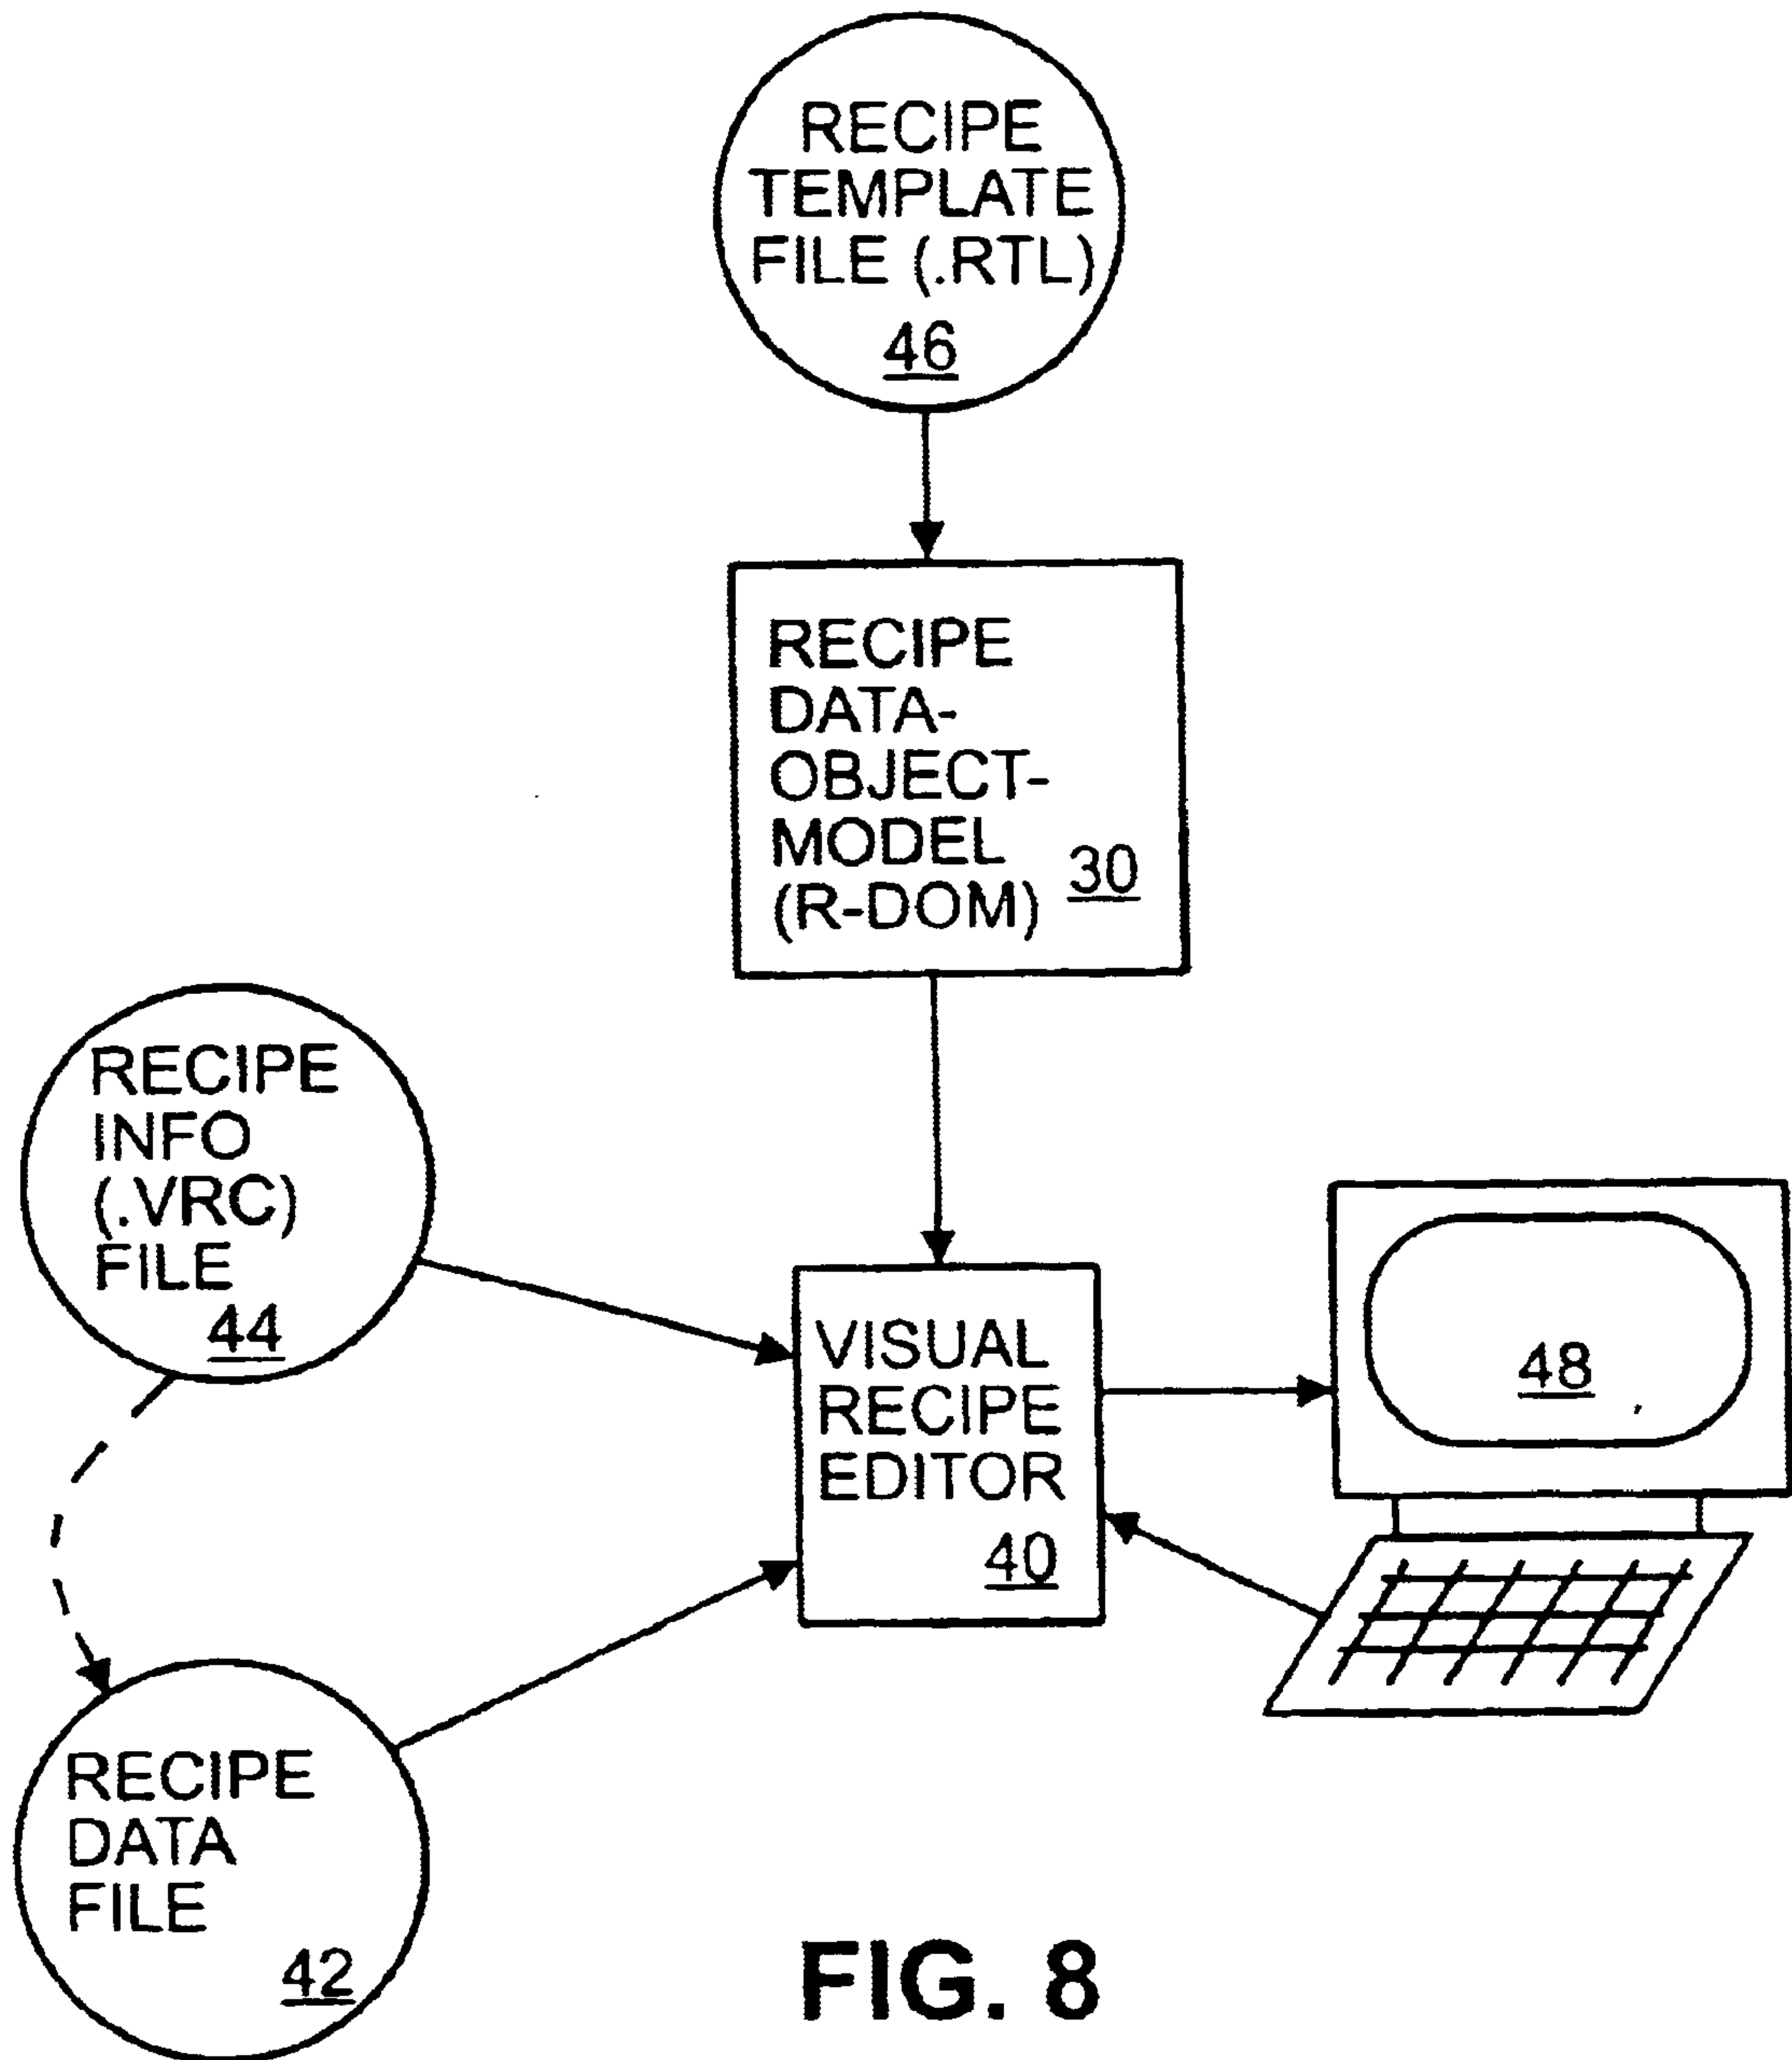 RECIPE
TEMPLATE
FILE (.RTL)
46
RECIPE
DATA-
OBJECT-
MODEL
(R-DOM)
30
RECIPE
INFO
(.VRC)
FILE
44
VISUAL
RECIPE
EDITOR
40
48
RECIPE
DATA
FILE
42
FIG. 8